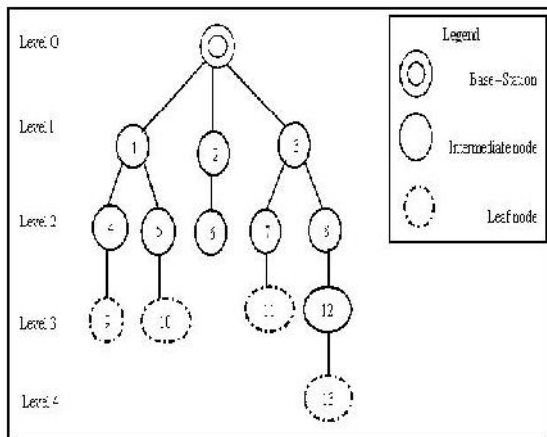 Level 0
Legend
Base-Station
Level 1
1
2
3
Intermediate node
Level 2
4
5
6
7
8
Leaf node
Level 3
9
10
11
12
Level 4
13